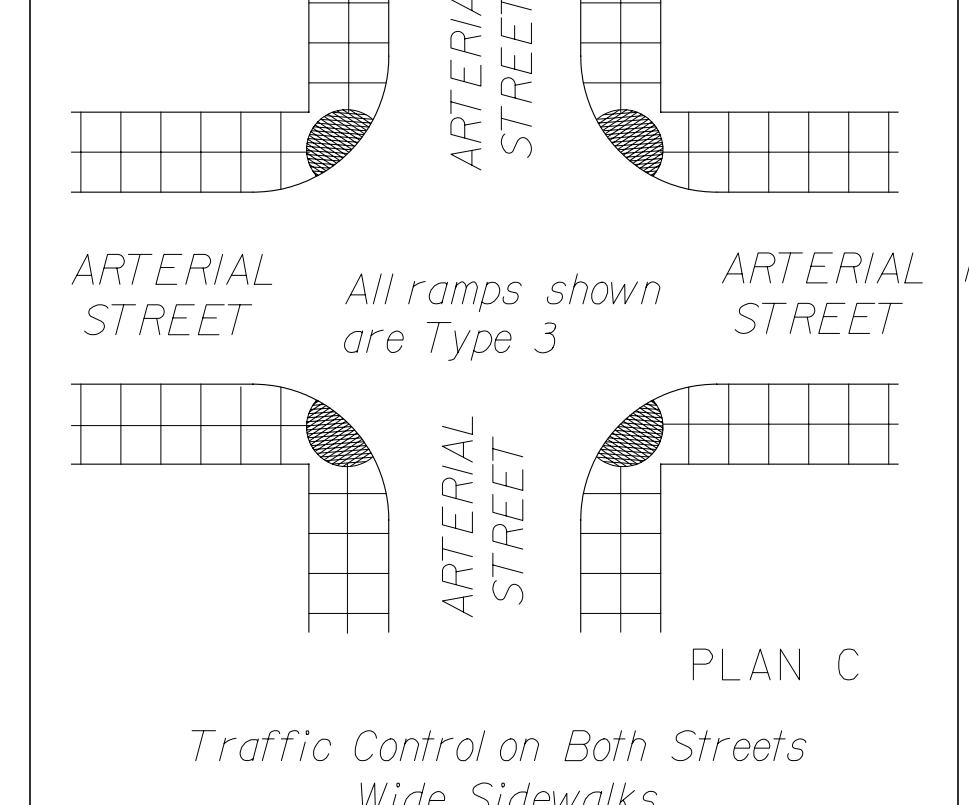 STREET
ARTERIAL
STREET
All ramps shown
are Type 3
ARTERIAL
STREET
ARTERIAL
STREET
PLAN C
Traffic Control on Both Streets
Wide Sidewalks